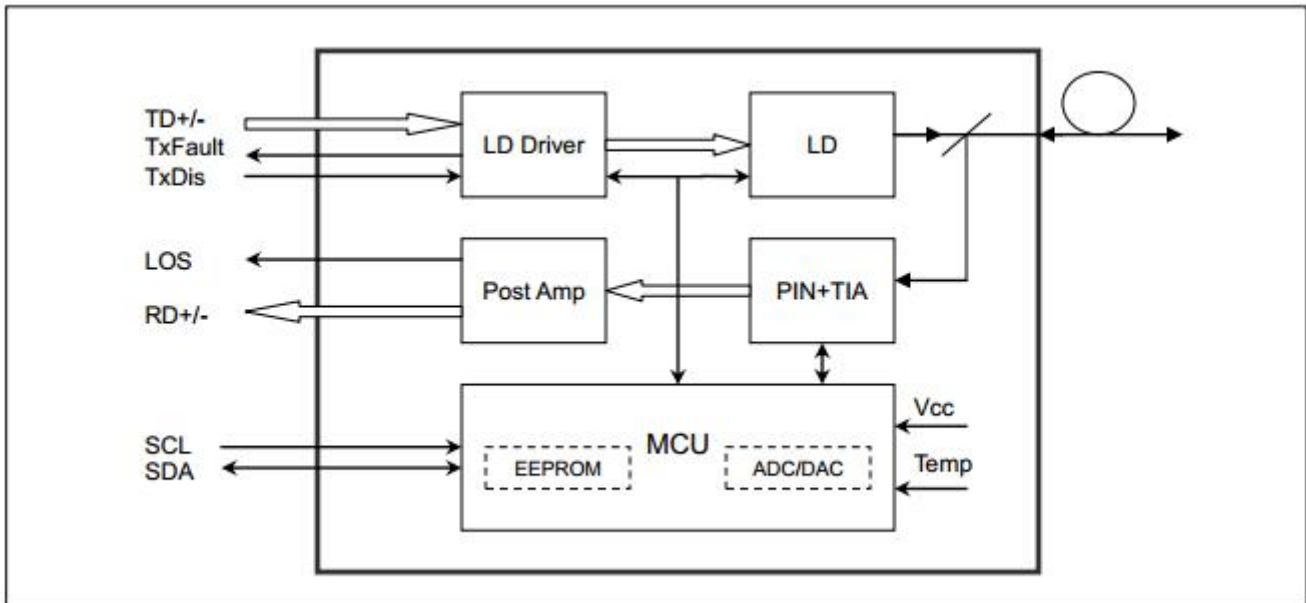 TD+/-
TxFault
TxDis
LD Driver
LD
LOS
RD+/-
Post Amp
PIN+TIA
SCL
SDA
MCU
EEPROM
ADC/DAC
Vcc
Temp